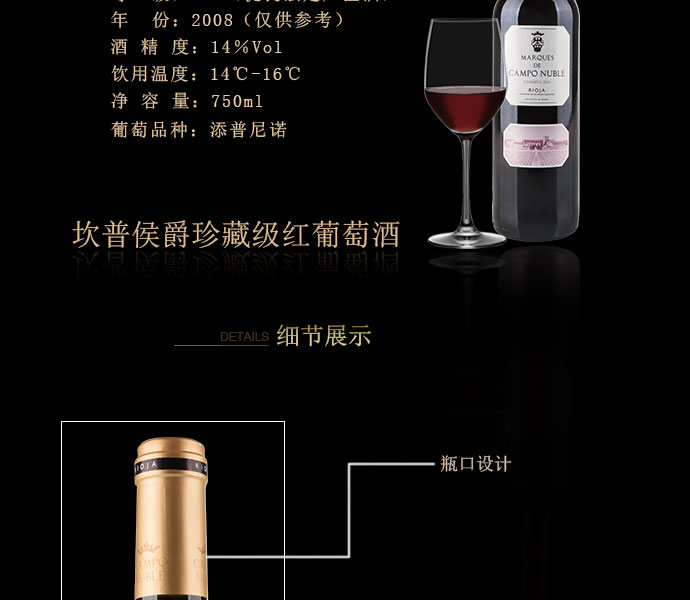 年 份：2008（仅供参考）
酒 精 度：14%Vol
饮用温度：14℃-16℃
净 容 量：750ml
葡萄品种：添普尼诺
MARQUES
DE
CAMPO NUBLE
RIOJA
坎普侯爵珍藏级红葡萄酒
DETAILS 细节展示
瓶口设计
RIOJA
CAMPO
NUBLE